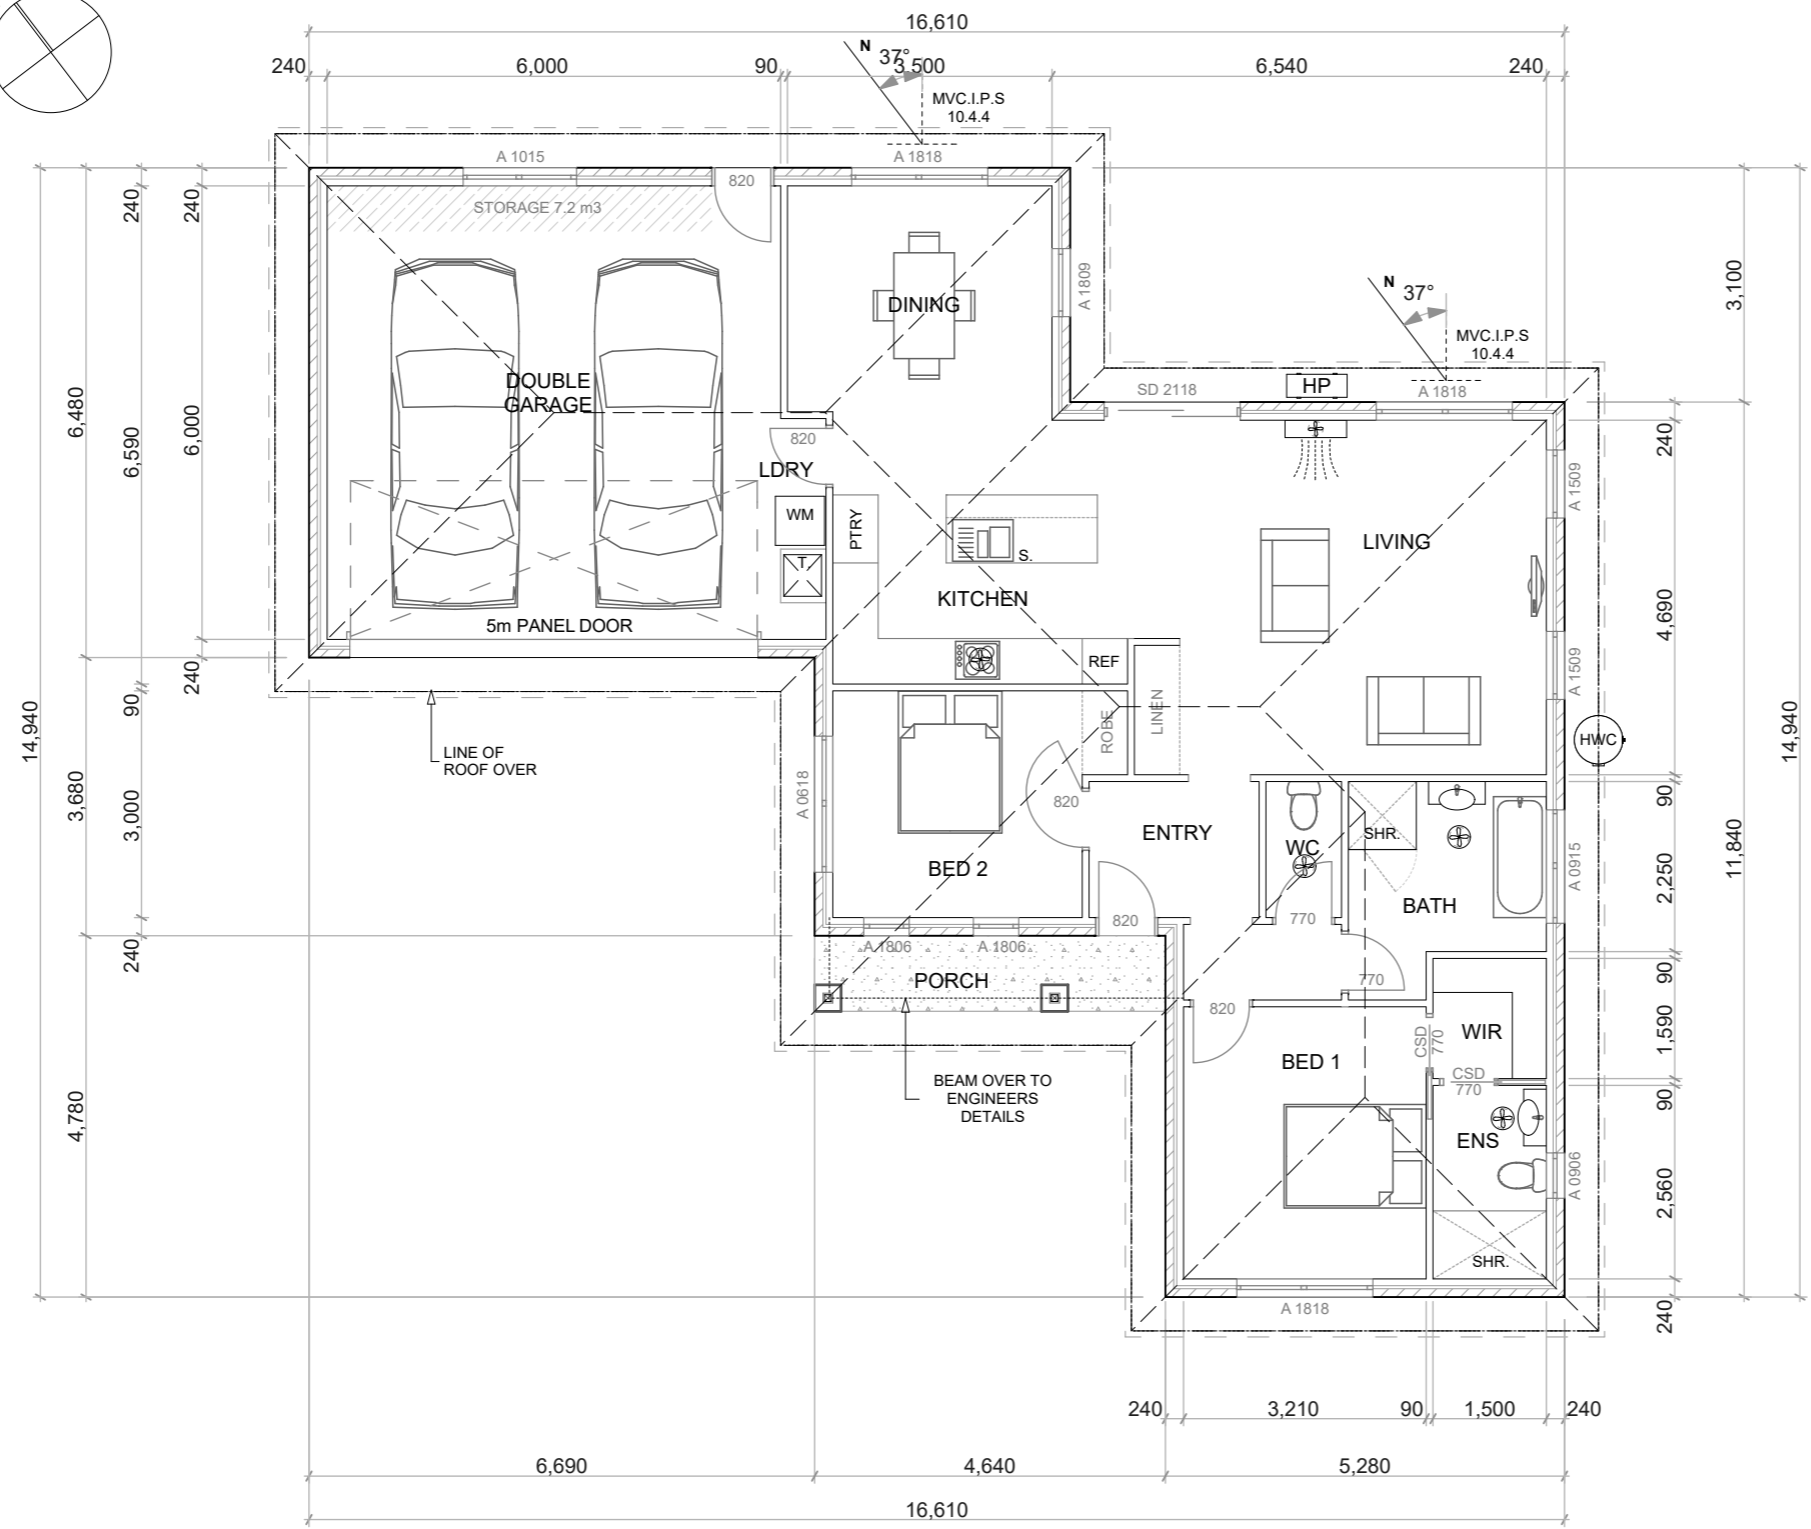 16,610
240
6,000
90
3,500
6,540
240
N
37°
MVC.I.P.S
10.4.4
A 1015
A 1818
820
STORAGE 7.2 m3
240
240
DINING
A 1809
3,100
N
37°
MVC.I.P.S
10.4.4
DOUBLE
GARAGE
SD 2118
HP
A 1818
6,480
6,590
6,000
820
LDRY
240
WM
PTRY
S.
LIVING
A 1509
T.
KITCHEN
5m PANEL DOOR
4,690
REF
A 1509
240
90
LINE OF
ROOF OVER
ROBE
LINEN
HWC
14,940
14,940
3,680
3,000
A 0618
820
ENTRY
WC
SHR.
90
BED 2
BATH
A 0915
2,250
11,840
820
770
240
A 1806
A 1806
PORCH
770
90
820
CSD
770
WIR
1,590
BED 1
CSD
770
BEAM OVER TO
ENGINEERS
DETAILS
4,780
90
ENS
A 0906
2,560
SHR.
A 1818
240
240
3,210
90
1,500
240
6,690
4,640
5,280
16,610